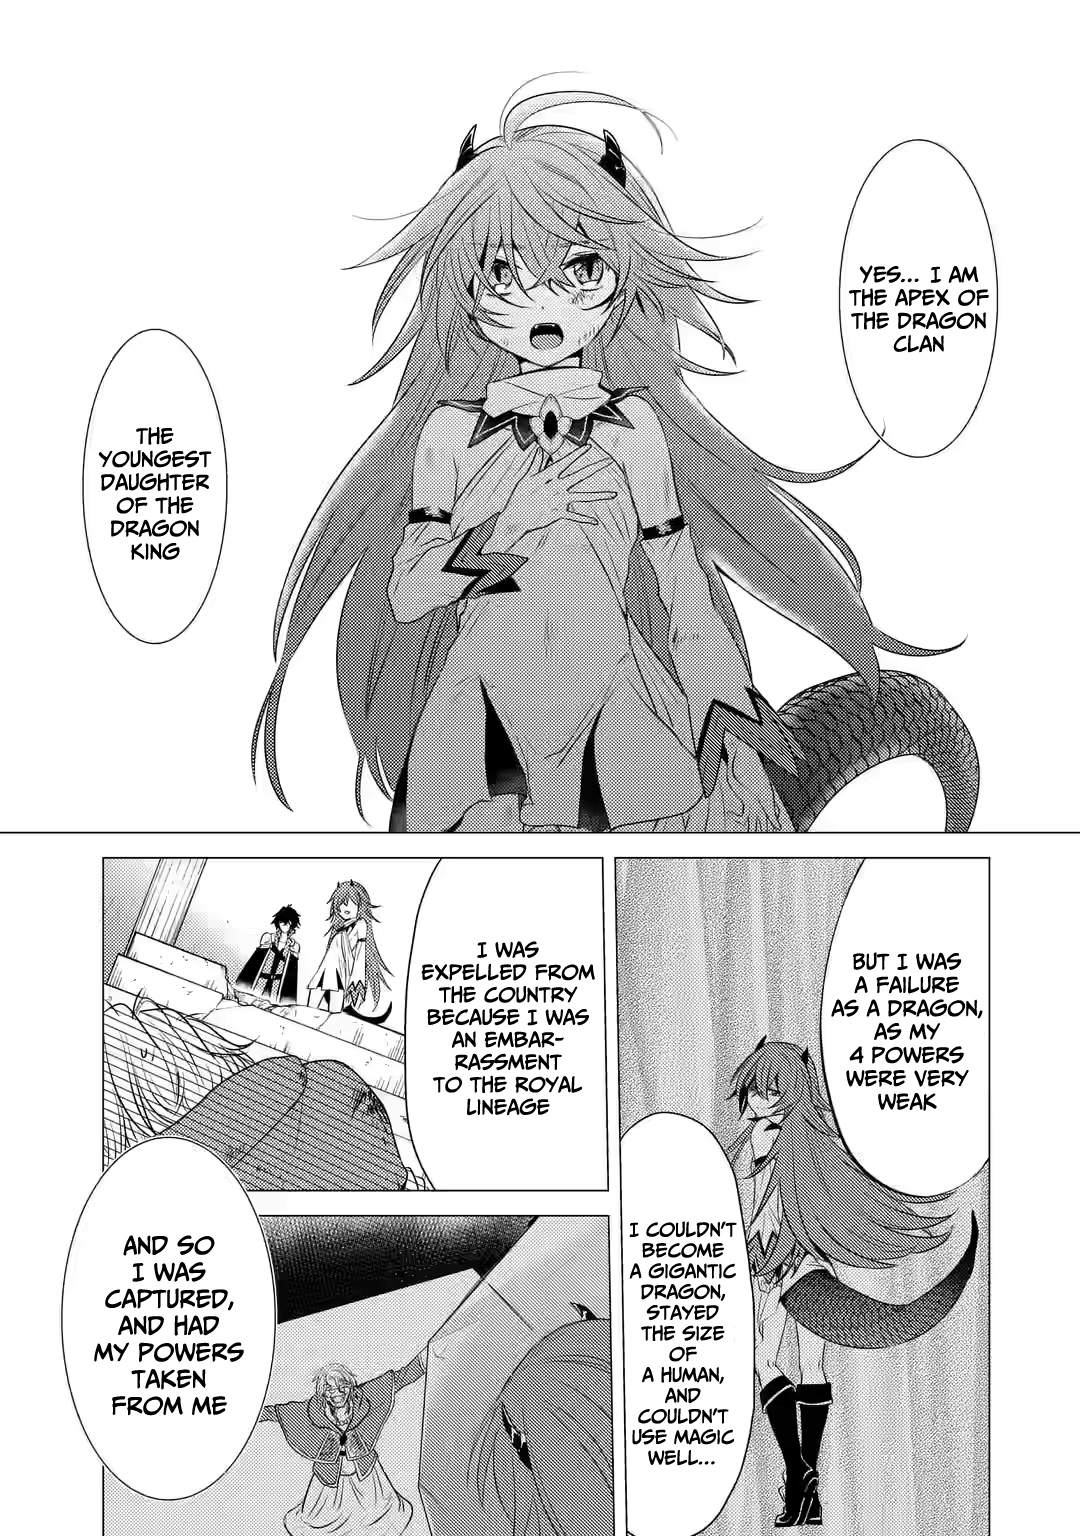 YES... I AM
THE APEX OF
THE DRAGON
CLAN
THE
YOUNGEST
DAUGHTER
OF THE
DRAGON
KING
BUT I WAS
A FAILURE
AS A DRAGON,
AS MY
4 POWERS
WERE VERY
WEAK
I COULDN'T
BECOME
A GIGANTIC
DRAGON,
STAYED
THE SIZE
OF
A HUMAN,
AND
COULDN'T
USE MAGIC
WELL...
I WAS
EXPELLED FROM
THE COUNTRY
BECAUSE I WAS
AN EMBAR-
RASSMENT
TO THE ROYAL
LINEAGE
AND SO
I WAS
CAPTURED,
AND HAD
MY POWERS
TAKEN
FROM ME